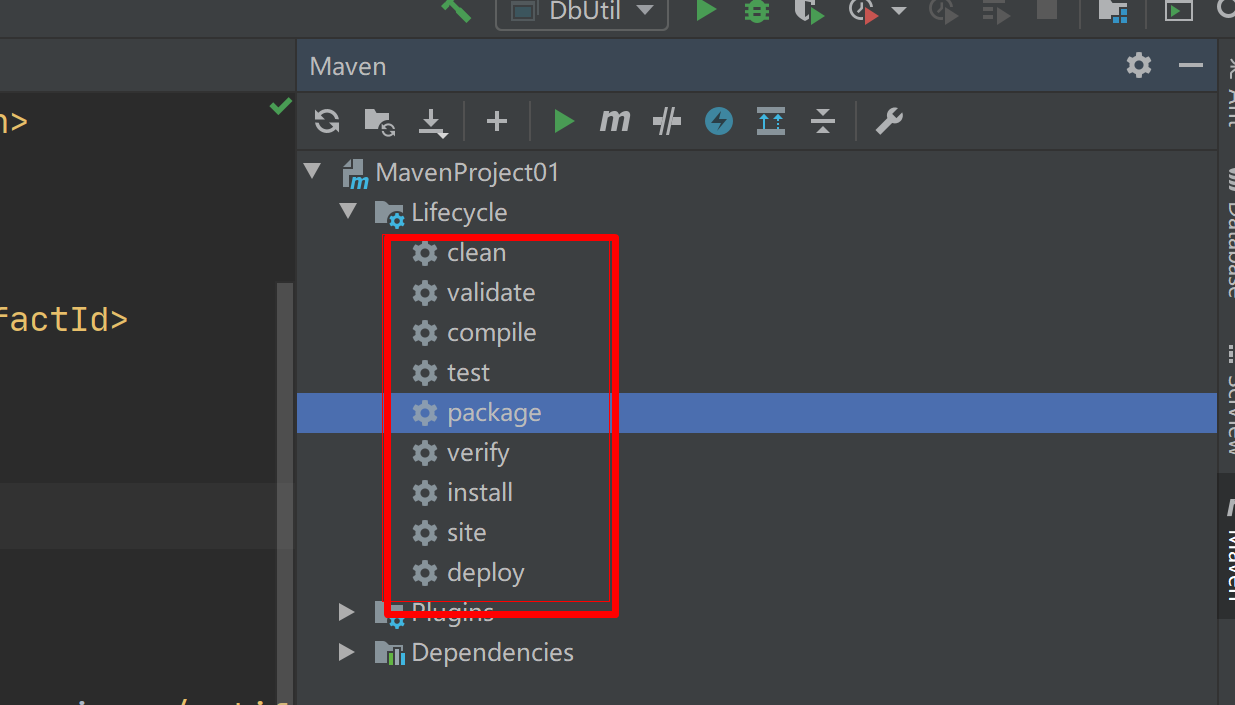 DbUtil
Maven
n>
MavenProject01
Lifecycle
clean
validate
compile
factId>
test
package
verify
install
site
deploy
Plugins
Dependencies
Ant
Database
SciView
Maven